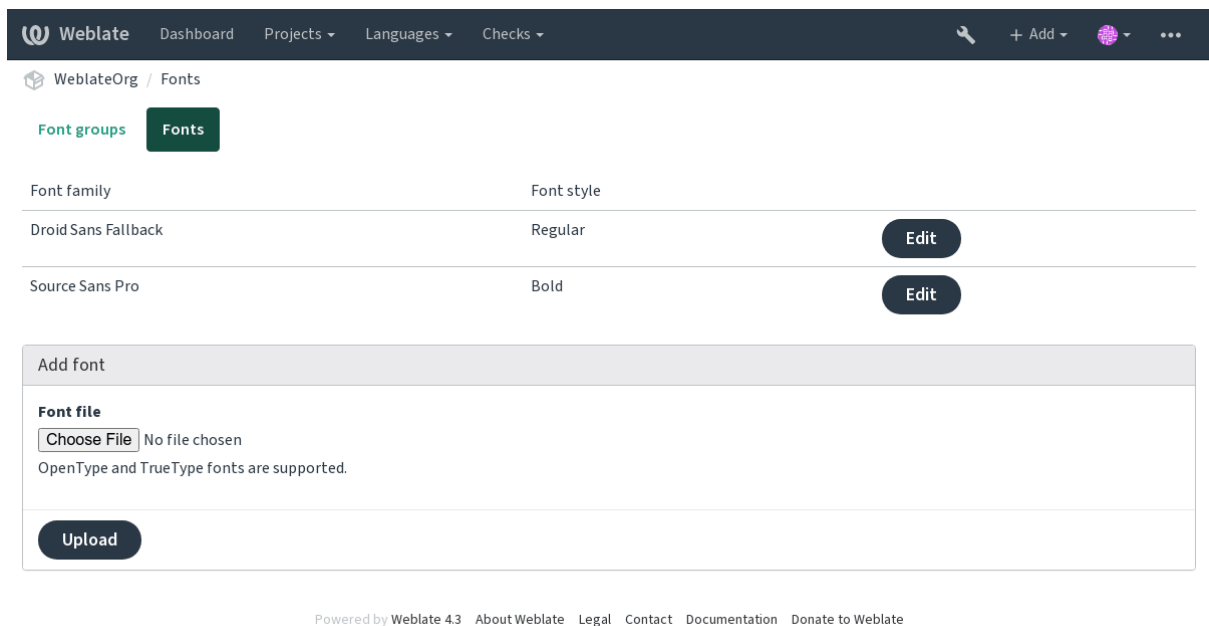 Weblate Dashboard Projects Languages Checks + Add
WeblateOrg / Fonts
Font groups Fonts
Font family Font style
Droid Sans Fallback Regular Edit
Source Sans Pro Bold Edit
Add font
Font file
Choose File No file chosen
OpenType and TrueType fonts are supported.
Upload
Powered by Weblate 4.3 About Weblate Legal Contact Documentation Donate to Weblate